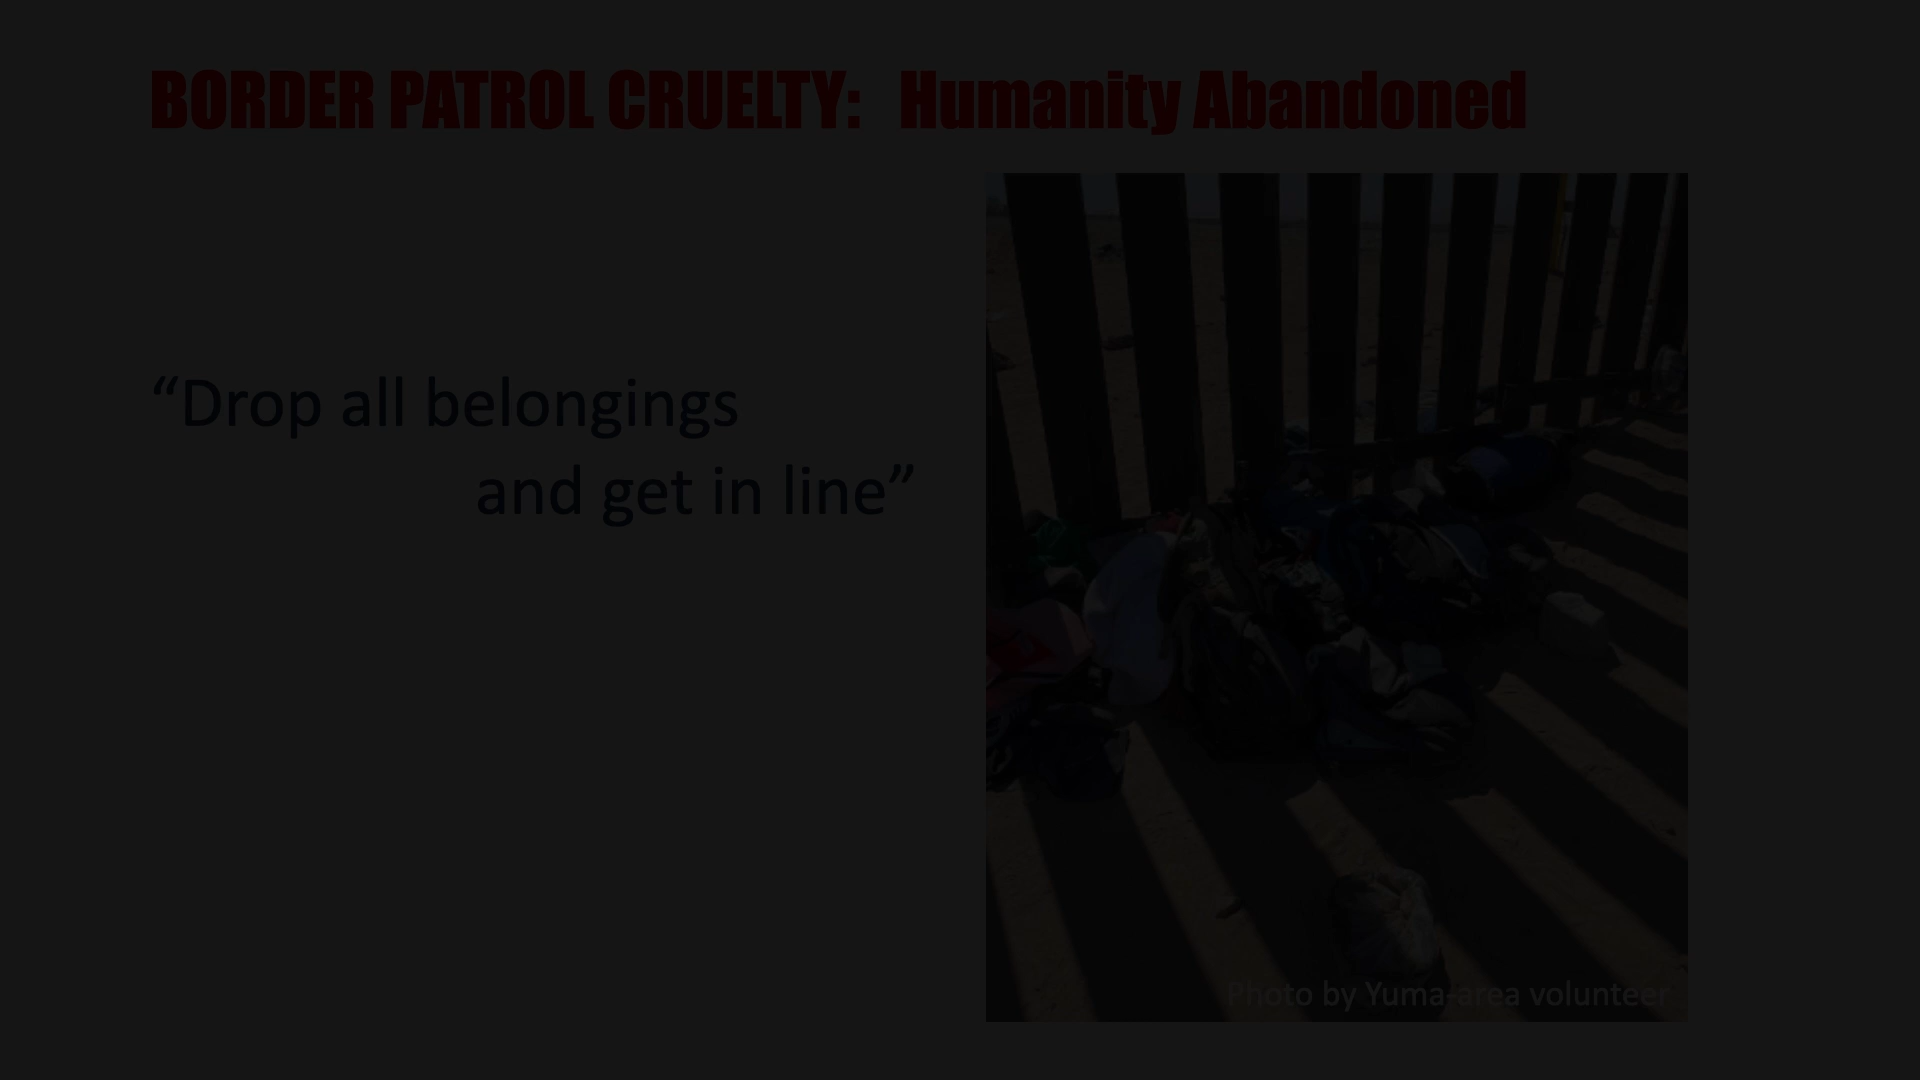 BORDER PATROL CRUELTY: Humanity Abandoned
“Drop all belongings
and get in line”
Photo by Yuma-area volunteer